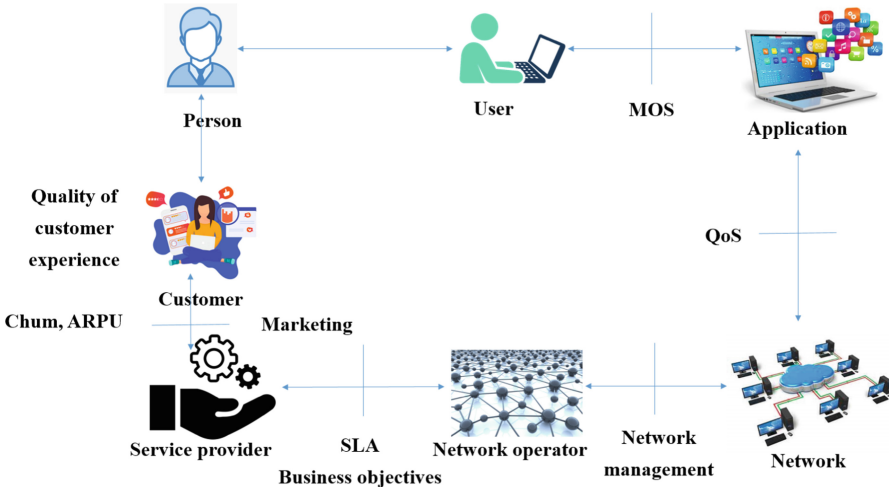 Person
User
MOS
Application
Quality of
customer
experience
QoS
Customer
Chum, ARPU
Marketing
Service provider
SLA
Business objectives
Network operator
Network
management
Network